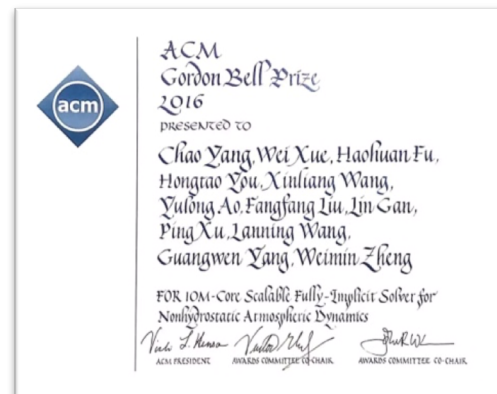 acm
ACM
Gordon Bell Prize
2016
PRESENTED TO
Chao Yang, Wei Xue, Haohuan Fu,
Hongtao You, Xinliang Wang,
Yulong Ao, Fangfang Liu, Lin Gan,
Ping Xu, Lanning Wang,
Guangwen Yang, Weimin Zheng
FOR 10M-Core Scalable Fully-Implicit Solver for
Nonhydrostatic Atmospheric Dynamics
ACM PRESIDENT AWARDS COMMITTEE CO-CHAIR AWARDS COMMITTEE CO-CHAIR